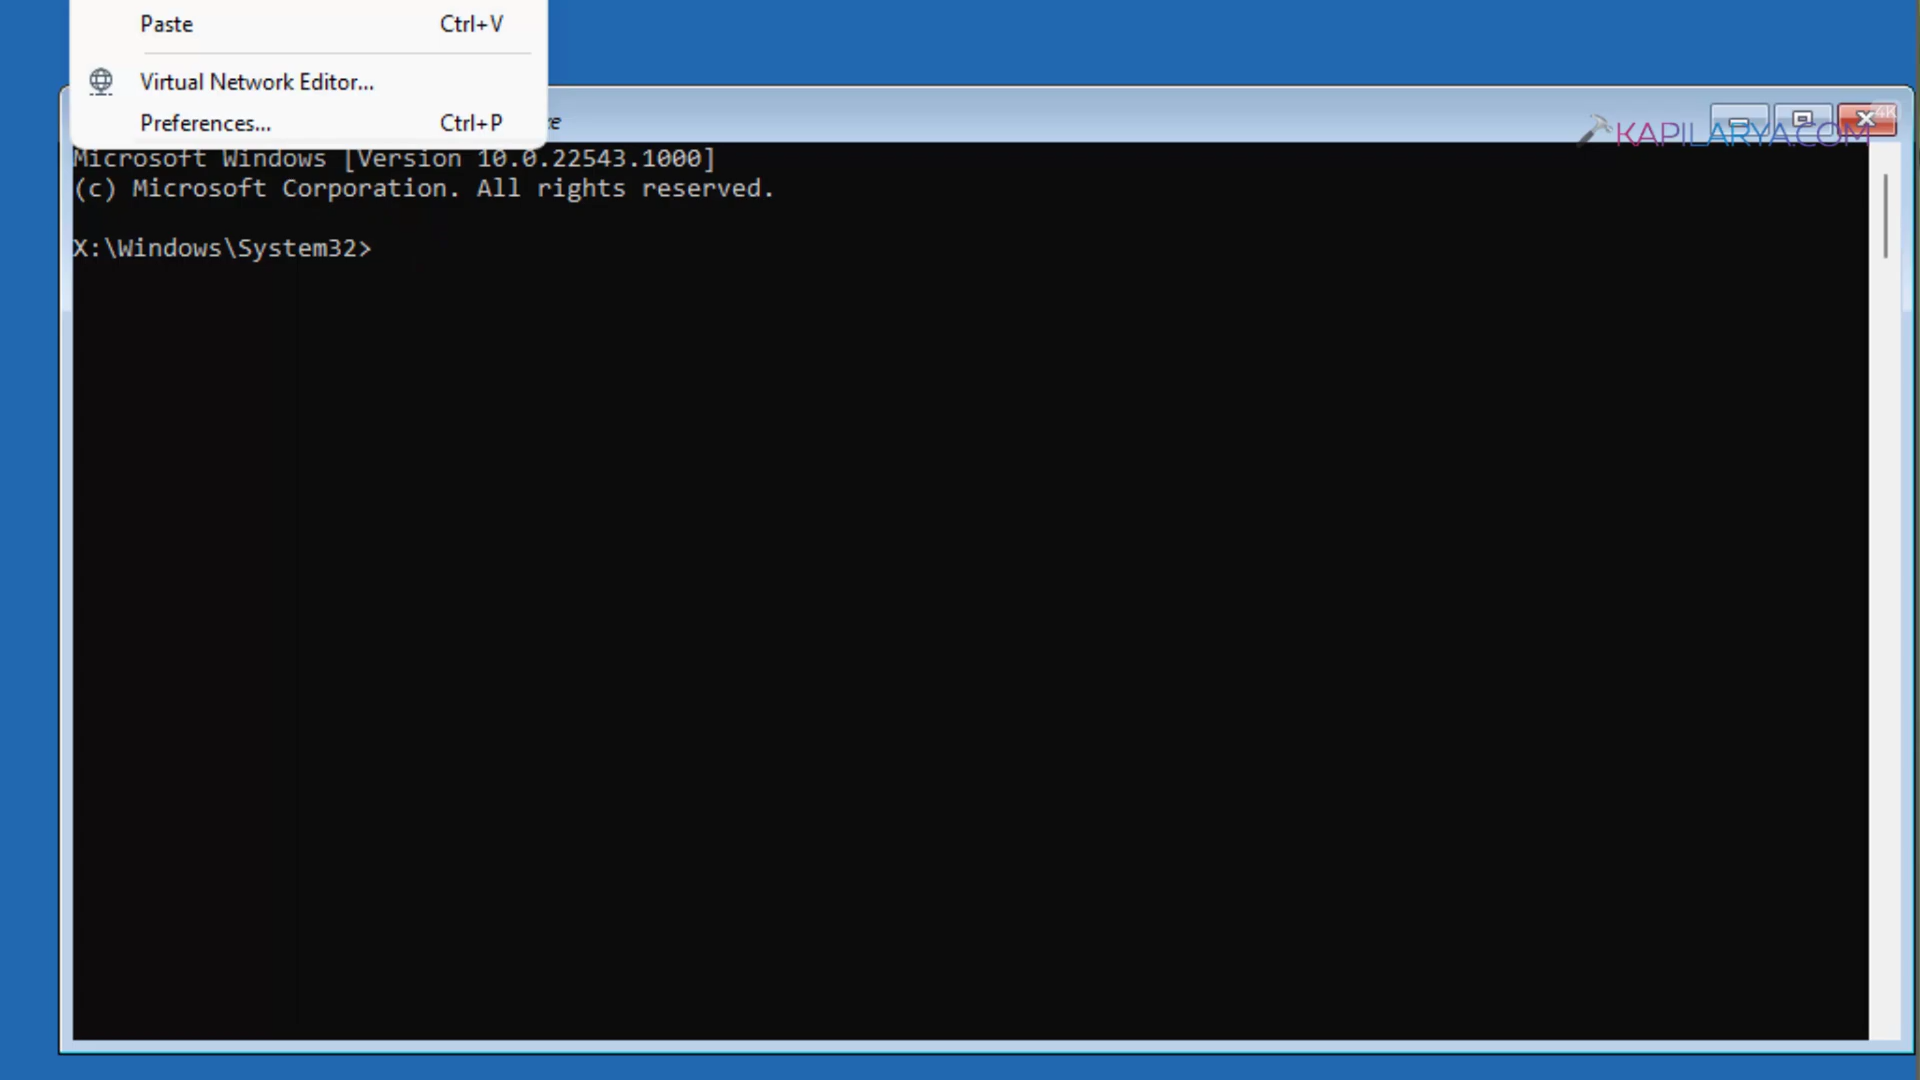 Paste Ctrl+V
Virtual Network Editor...
Preferences... Ctrl+P
KAPILARYA.COM
4K
Microsoft Windows [Version 10.0.22543.1000]
(c) Microsoft Corporation. All rights reserved.
X:\Windows\System32>